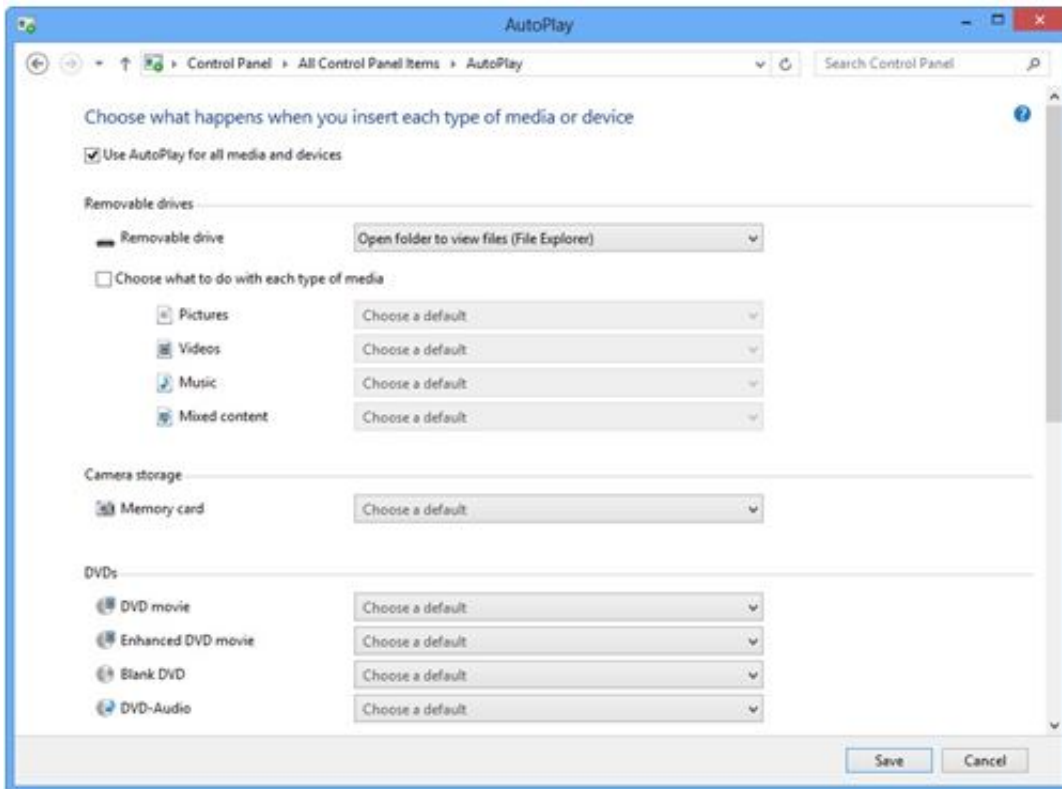 AutoPlay
Control Panel All Control Panel Items AutoPlay Search Control Panel
Choose what happens when you insert each type of media or device
Use AutoPlay for all media and devices
Removable drives
Removable drive Open folder to view files (File Explorer)
Choose what to do with each type of media
Pictures Choose a default
Videos Choose a default
Music Choose a default
Mixed content Choose a default
Camera storage
Memory card Choose a default
DVDs
DVD movie Choose a default
Enhanced DVD movie Choose a default
Blank DVD Choose a default
DVD-Audio Choose a default
Save Cancel